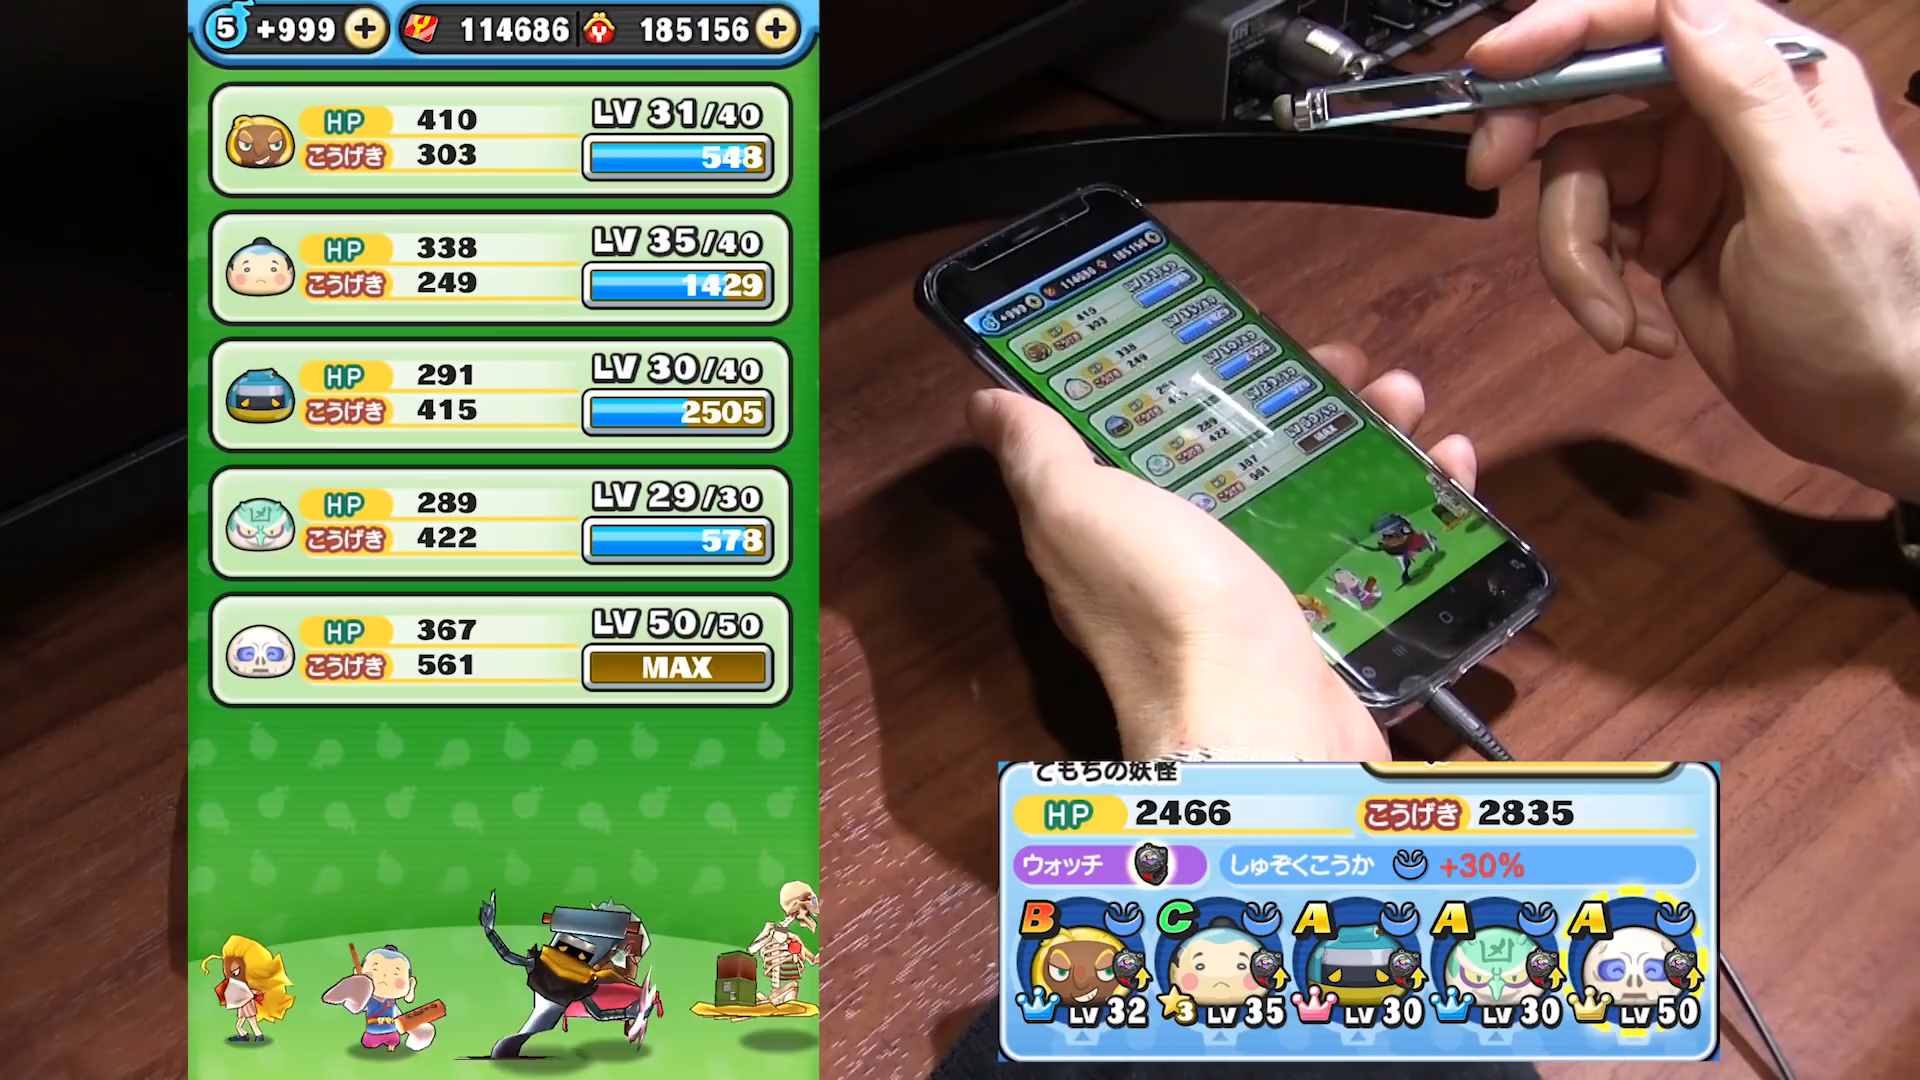 5 +999 114686 185156
HP 410 LV 31/40
こうげき 303 548
HP 338 LV 35/40
こうげき 249 1429
HP 291 LV 30/40
こうげき 415 2505
HP 289 LV 29/30
こうげき 422 578
HP 367 LV 50/50
こうげき 561 MAX
てもちの妖怪
HP 2466 こうげき 2835
ウォッチ しゅぞくこうか +30%
B C A A A
LV 32 3 LV 35 LV 30 LV 30 LV 50